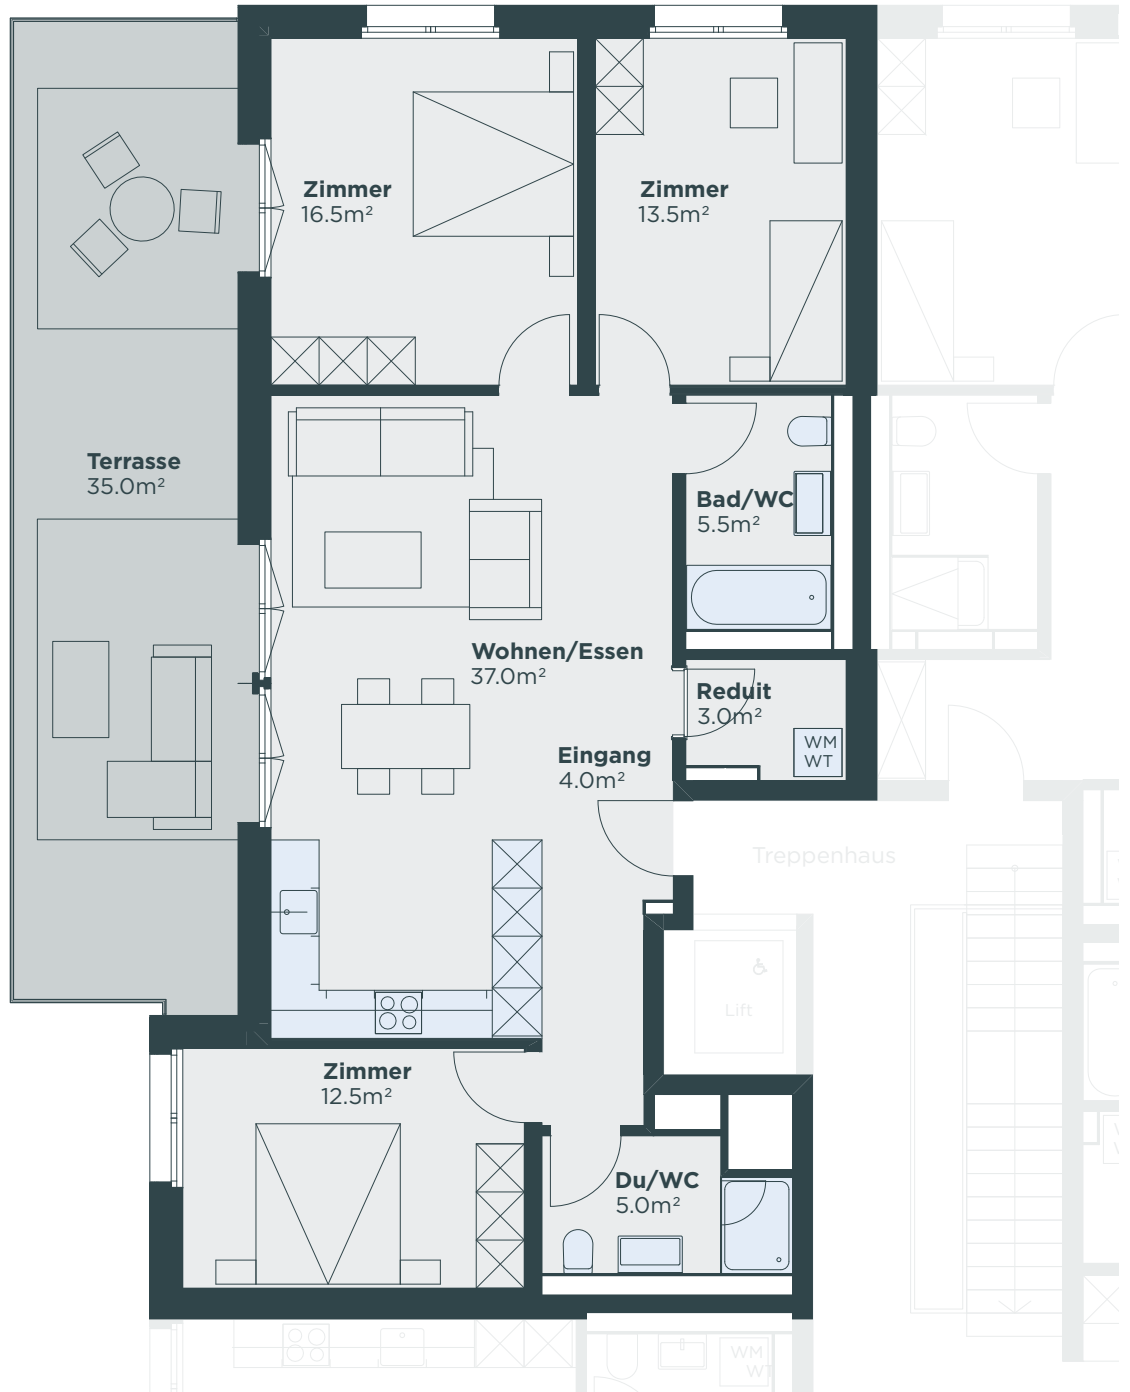 Zimmer
16.5m²
Zimmer
13.5m²
Terrasse
35.0m²
Bad/WC
5.5m²
Wohnen/Essen
37.0m²
Reduit
3.0m²
WM
WT
Eingang
4.0m²
Treppenhaus
Lift
Zimmer
12.5m²
Du/WC
5.0m²
WM
WT